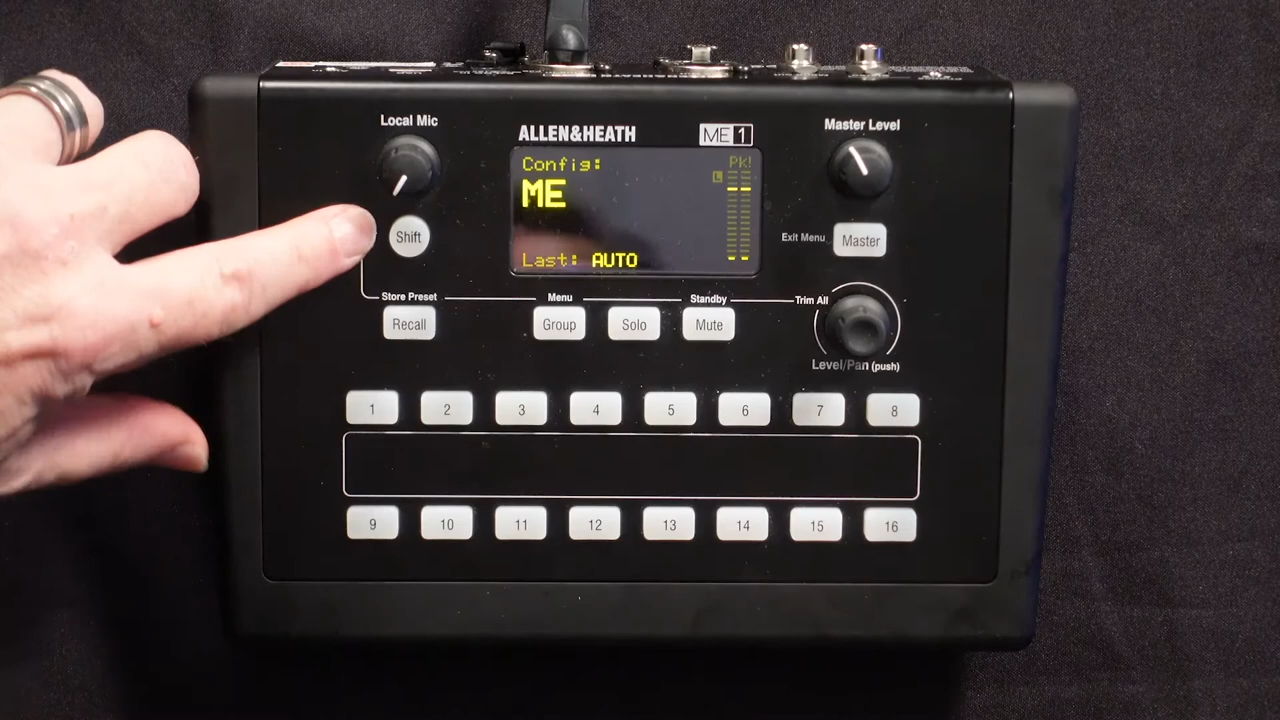 Local Mic
ALLEN&HEATH ME 1
Master Level
Config:
Pk!
L
ME
Last: AUTO
Shift
Exit Menu Master
Store Preset Menu Standby Trim All
Recall Group Solo Mute
Level/Pan (push)
1 2 3 4 5 6 7 8
9 10 11 12 13 14 15 16